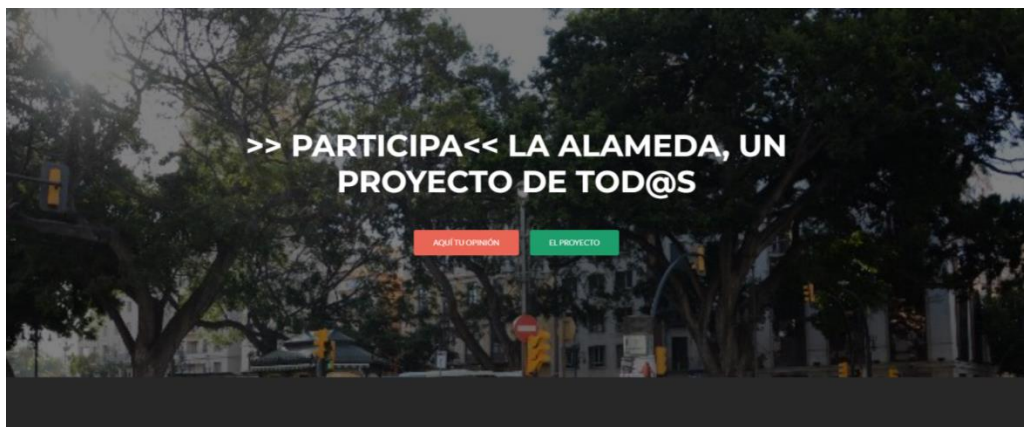 >> PARTICIPA<< LA ALAMEDA, UN
PROYECTO DE TOD@S
AQUÍ TU OPINIÓN
EL PROYECTO